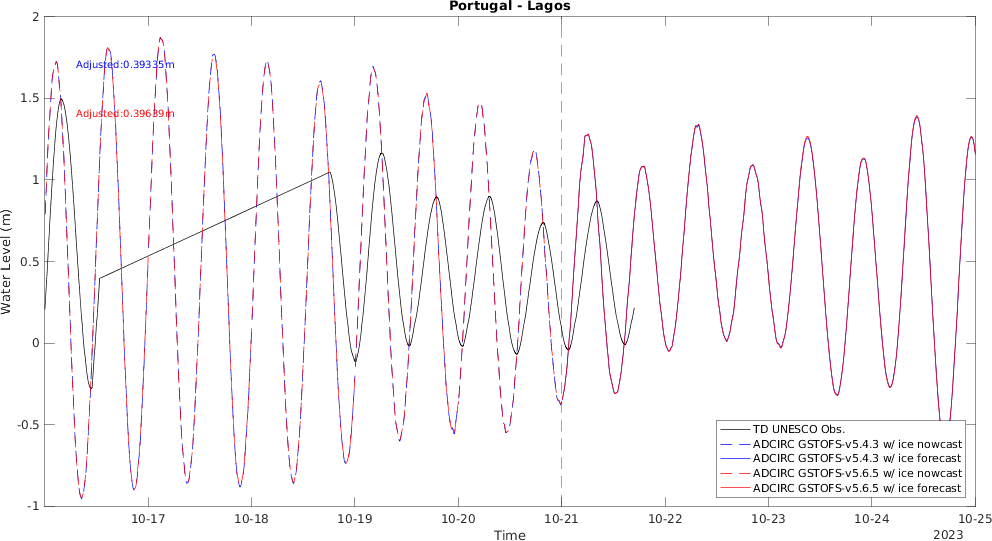 Portugal - Lagos
2
Adjusted:0.39335m
1.5
Adjusted:0.39639m
1
0.5
0
-0.5
-1
Water Level (m)
TD UNESCO Obs.
ADCIRC GSTOFS-v5.4.3 w/ ice nowcast
ADCIRC GSTOFS-v5.4.3 w/ ice forecast
ADCIRC GSTOFS-v5.6.5 w/ ice nowcast
ADCIRC GSTOFS-v5.6.5 w/ ice forecast
10-17 10-18 10-19 10-20 10-21 10-22 10-23 10-24 10-25
Time
2023